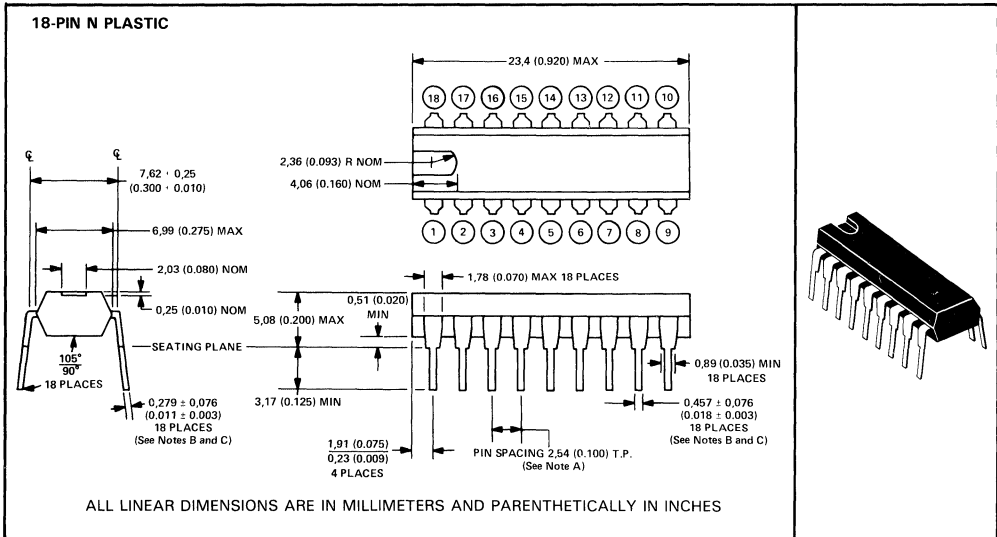 18-PIN N PLASTIC
23,4 (0.920) MAX
18 17 16 15 14 13 12 11 10
℄ ℄
7,62 · 0,25
(0.300 · 0.010)
2,36 (0.093) R NOM
4,06 (0.160) NOM
6,99 (0.275) MAX
1 2 3 4 5 6 7 8 9
2,03 (0.080) NOM
1,78 (0.070) MAX 18 PLACES
0,51 (0.020)
MIN
0,25 (0.010) NOM
5,08 (0.200) MAX
SEATING PLANE
105°
90°
18 PLACES
0,89 (0.035) MIN
18 PLACES
3,17 (0.125) MIN
0,279 ± 0,076
(0.011 ± 0.003)
18 PLACES
(See Notes B and C)
0,457 ± 0,076
(0.018 ± 0.003)
18 PLACES
(See Notes B and C)
1,91 (0.075)
0,23 (0.009)
4 PLACES
PIN SPACING 2,54 (0.100) T.P.
(See Note A)
ALL LINEAR DIMENSIONS ARE IN MILLIMETERS AND PARENTHETICALLY IN INCHES